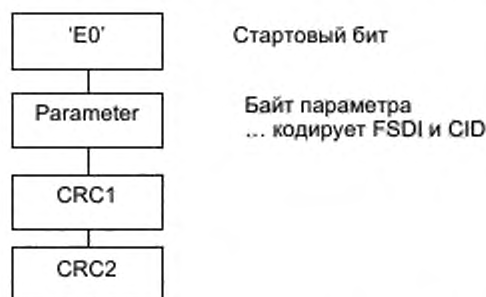 'E0' Стартовый бит
Parameter Байт параметра
... кодирует FSDI и CID
CRC1
CRC2